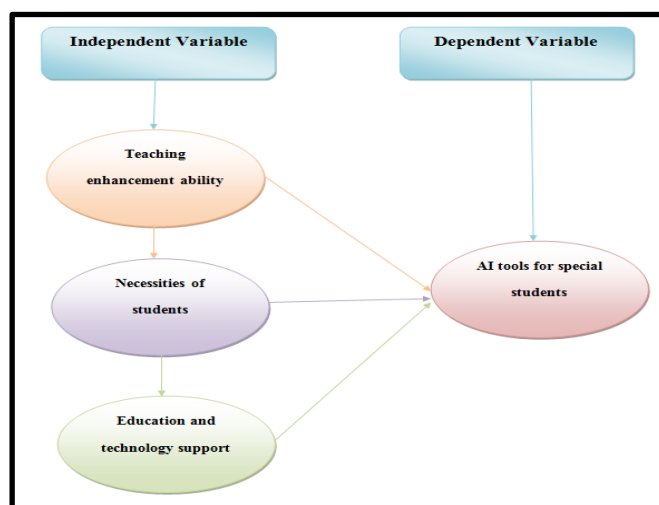 Independent Variable
Dependent Variable
Teaching
enhancement ability
Necessities of
students
AI tools for special
students
Education and
technology support